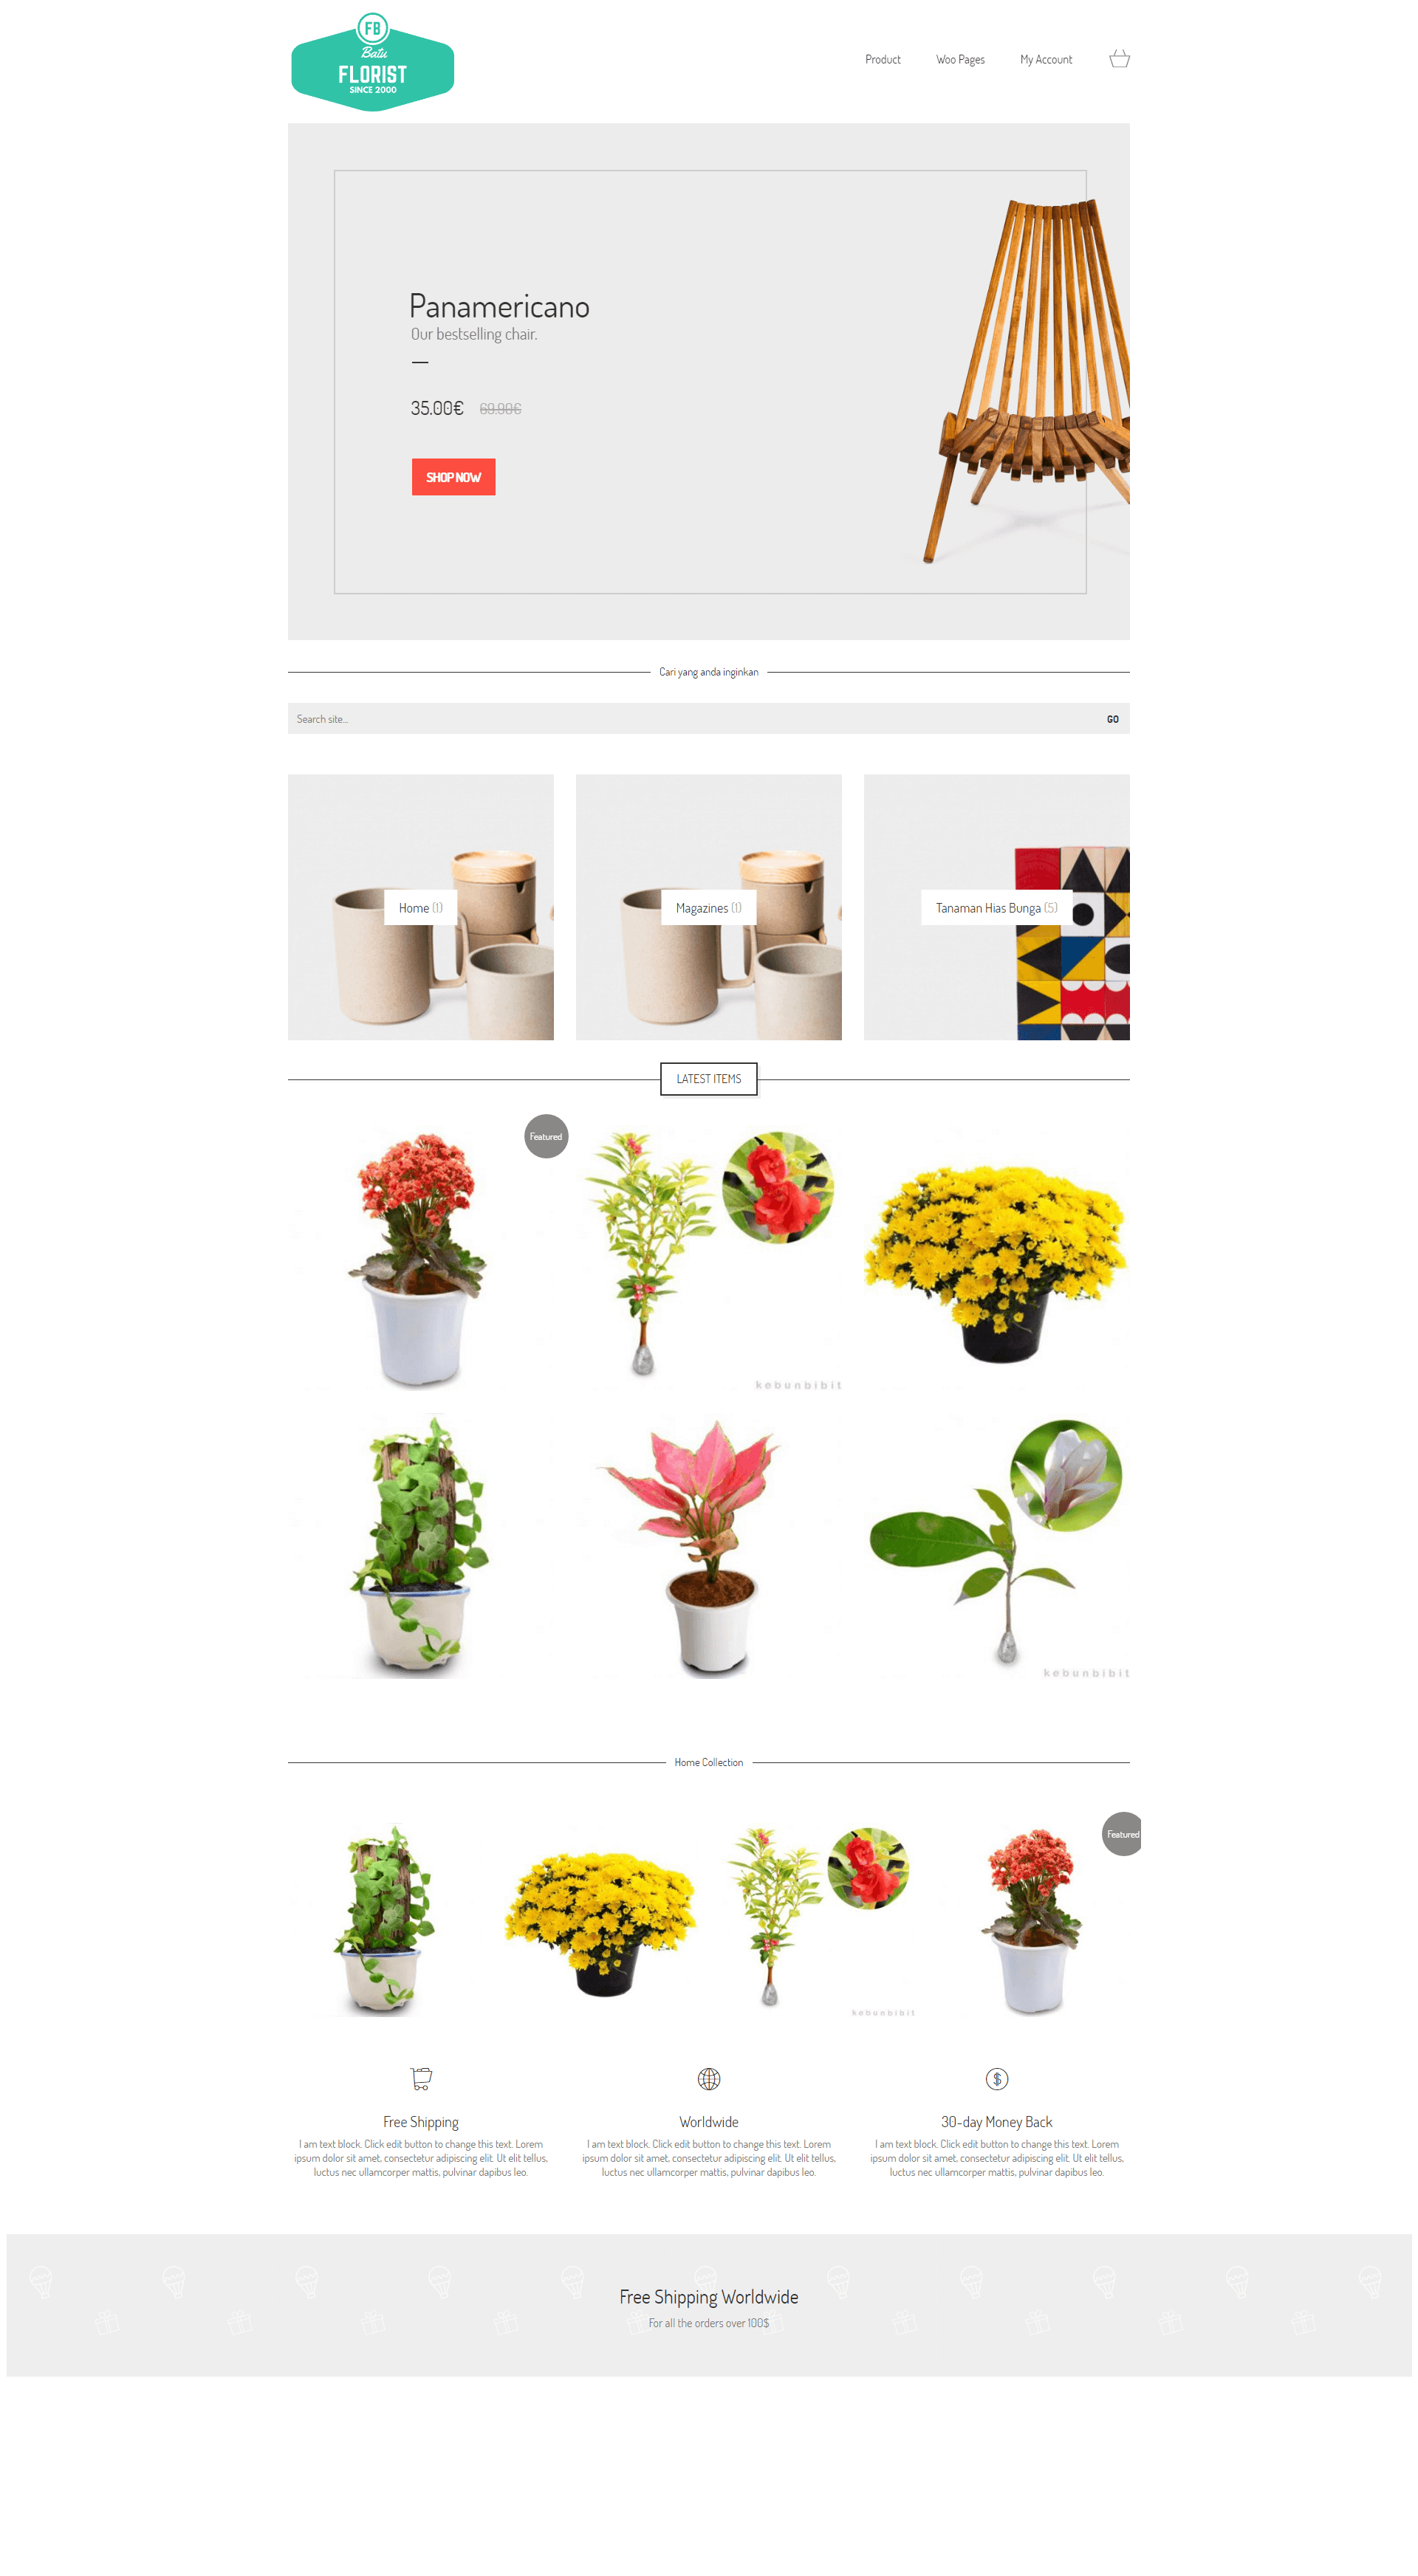 FB
Batu
FLORIST
SINCE 2000
Product Woo Pages My Account
Panamericano
Our bestselling chair.
35.00€ 69.90€
SHOP NOW
Cari yang anda inginkan
Search site...
GO
Home (1)
Magazines (1)
Tanaman Hias Bunga (5)
LATEST ITEMS
Featured
kebunbibit
kebunbibit
Home Collection
Featured
kebunbibit
Free Shipping
I am text block. Click edit button to change this text. Lorem
ipsum dolor sit amet, consectetur adipiscing elit. Ut elit tellus,
luctus nec ullamcorper mattis, pulvinar dapibus leo.
Worldwide
I am text block. Click edit button to change this text. Lorem
ipsum dolor sit amet, consectetur adipiscing elit. Ut elit tellus,
luctus nec ullamcorper mattis, pulvinar dapibus leo.
30-day Money Back
I am text block. Click edit button to change this text. Lorem
ipsum dolor sit amet, consectetur adipiscing elit. Ut elit tellus,
luctus nec ullamcorper mattis, pulvinar dapibus leo.
Free Shipping Worldwide
For all the orders over 100$